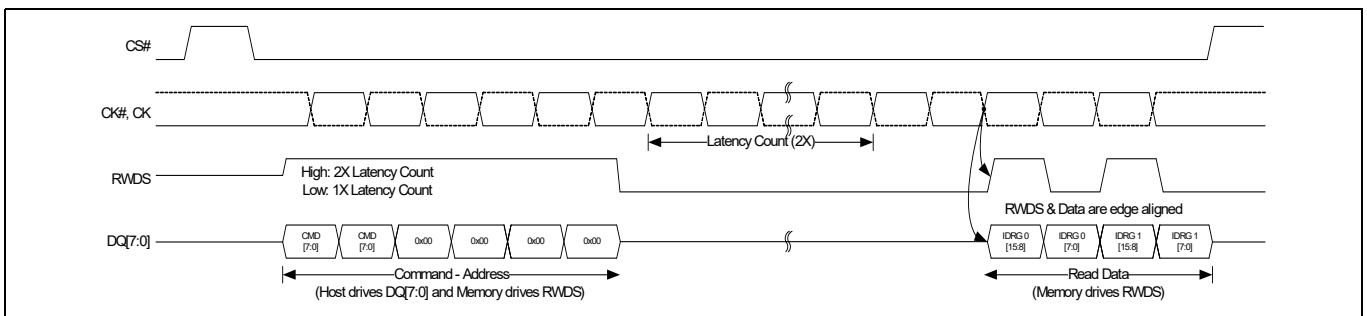 CS#
CK#, CK
Latency Count (2X)
RWDS
High: 2X Latency Count
Low: 1X Latency Count
RWDS & Data are edge aligned
DQ[7:0]
CMD [7:0]
CMD [7:0]
0x00
0x00
0x00
0x00
IDRG 0 [15:8]
IDRG 0 [7:0]
IDRG 1 [15:8]
IDRG 1 [7:0]
Command - Address
(Host drives DQ[7:0] and Memory drives RWDS)
Read Data
(Memory drives RWDS)